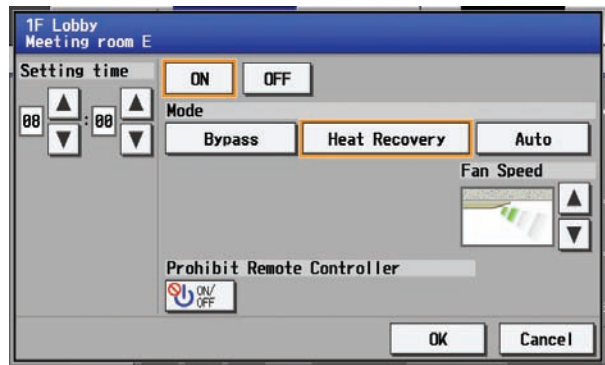 1F Lobby
Meeting room E
Setting time
ON OFF
08 : 00
Mode
Bypass Heat Recovery Auto
Fan Speed
Prohibit Remote Controller
ON/
OFF
OK Cancel